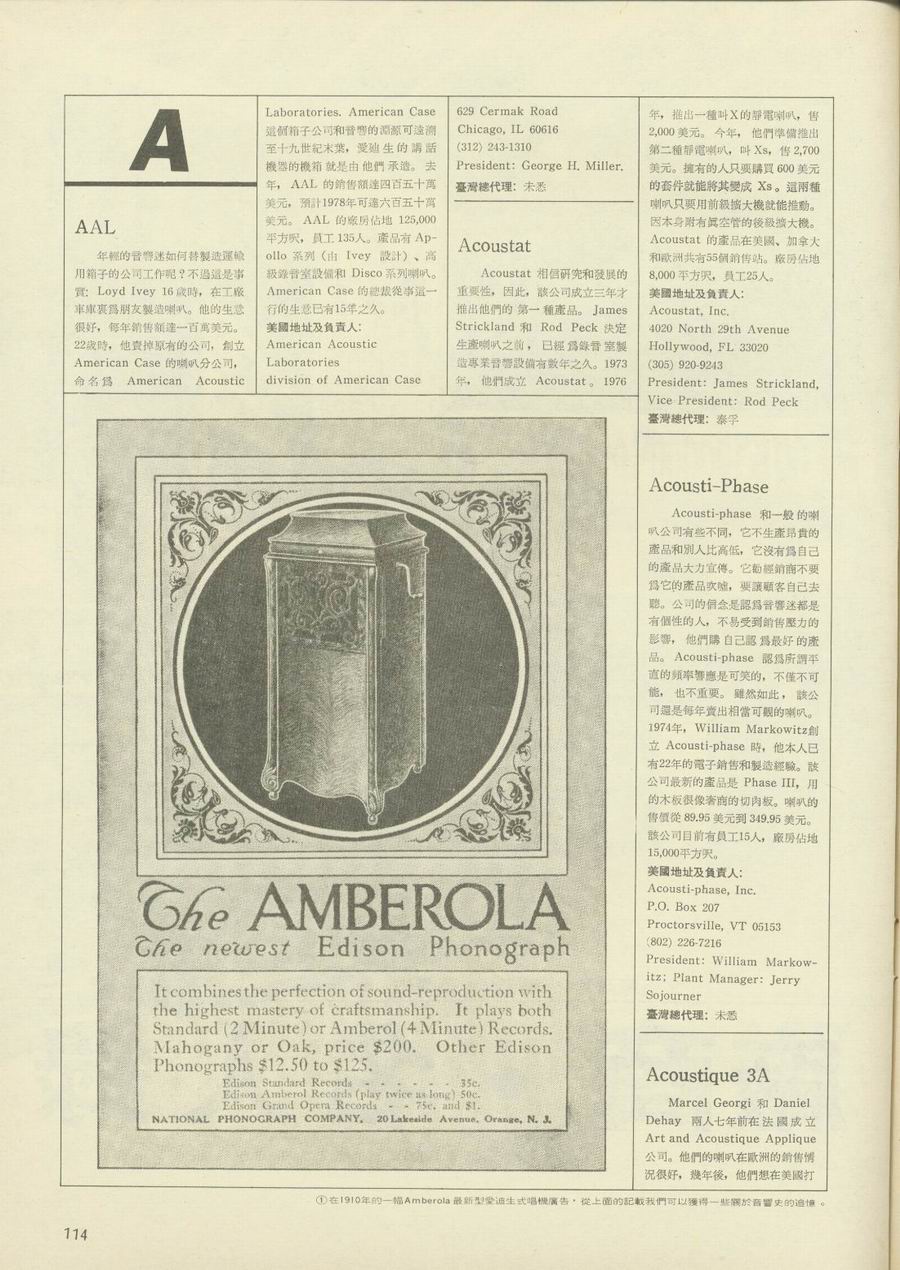 A
AAL
年輕的音響迷如何替製造運輸
用箱子的公司工作呢？不過這是事
實：Loyd Ivey 16歲時，在工廠
車庫裏爲朋友製造喇叭。他的生意
很好，每年銷售額達一百萬美元。
22歲時，他賣掉原有的公司，創立
American Case 的喇叭分公司，
命名爲 American Acoustic
Laboratories. American Case
這個箱子公司和音響的淵源可遠溯
至十九世紀末葉，愛廸生的講話
機器的機箱就是由他們承造。去
年，AAL 的銷售額達四百五十萬
美元，預計1978年可達六百五十萬
美元。AAL 的廠房佔地 125,000
平方呎，員工135人。產品有 Ap-
ollo 系列（由 Ivey 設計）、高
級錄音室設備和 Disco 系列喇叭。
American Case 的總裁從事這一
行的生意已有15年之久。
美國地址及負責人：
American Acoustic
Laboratories
division of American Case
629 Cermak Road
Chicago, IL 60616
(312) 243-1310
President: George H. Miller.
臺灣總代理：未悉
Acoustat
Acoustat 相信研究和發展的
重要性，因此，該公司成立三年才
推出他們的第一種產品。James
Strickland 和 Rod Peck 決定
生產喇叭之前，已經爲錄音室製
造專業音響設備有數年之久。1973
年，他們成立 Acoustat。1976
年，推出一種叫X的靜電喇叭，售
2,000 美元。今年，他們準備推出
第二種靜電喇叭，叫 Xs，售 2,700
美元。擁有的人只要購買 600 美元
的套件就能將其變成 Xs。這兩種
喇叭只要用前級擴大機就能推動。
因本身附有眞空管的後級擴大機。
Acoustat 的產品在美國、加拿大
和歐洲共有55個銷售站。廠房佔地
8,000 平方呎，員工25人。
美國地址及負責人：
Acoustat, Inc.
4020 North 29th Avenue
Hollywood, FL 33020
(305) 920-9243
President: James Strickland,
Vice President: Rod Peck
臺灣總代理：泰孚
Acousti-Phase
Acousti-phase 和一般的喇
叭公司有些不同，它不生產昂貴的
產品和別人比高低，它沒有爲自己
的產品大力宣傳。它勸經銷商不要
爲它的產品吹噓，要讓顧客自己去
聽。公司的信念是認爲音響迷都是
有個性的人，不易受到銷售壓力的
影響，他們購自己認爲最好的產
品。Acousti-phase 認爲所謂平
直的頻率響應是可笑的，不僅不可
能，也不重要。雖然如此，該公
司還是每年賣出相當可觀的喇叭。
1974年，William Markowitz創
立 Acousti-phase 時，他本人已
有22年的電子銷售和製造經驗。該
公司最新的產品是 Phase III，用
的木板很像奢商的切肉板。喇叭的
售價從 89.95 美元到 349.95 美元。
該公司目前有員工15人，廠房佔地
15,000平方呎。
美國地址及負責人：
Acousti-phase, Inc.
P.O. Box 207
Proctorsville, VT 05153
(802) 226-7216
President: William Markow-
itz; Plant Manager: Jerry
Sojourner
臺灣總代理：未悉
Acoustique 3A
Marcel Georgi 和 Daniel
Dehay 兩人七年前在法國成立
Art and Acoustique Applique
公司。他們的喇叭在歐洲的銷售情
況很好，幾年後，他們想在美國打
The AMBEROLA
The newest Edison Phonograph
It combines the perfection of sound-reproduction with
the highest mastery of craftsmanship. It plays both
Standard (2 Minute) or Amberol (4 Minute) Records.
Mahogany or Oak, price $200. Other Edison
Phonographs $12.50 to $125.
Edison Standard Records - - - - - - 35c.
Edison Amberol Records (play twice as long) 50c.
Edison Grand Opera Records - - 75c. and $1.
NATIONAL PHONOGRAPH COMPANY, 20 Lakeside Avenue, Orange, N. J.
①在1910年的一幅Amberola最新型愛迪生式唱機廣告，從上面的記載我們可以獲得一些關於音響史的追憶。
114